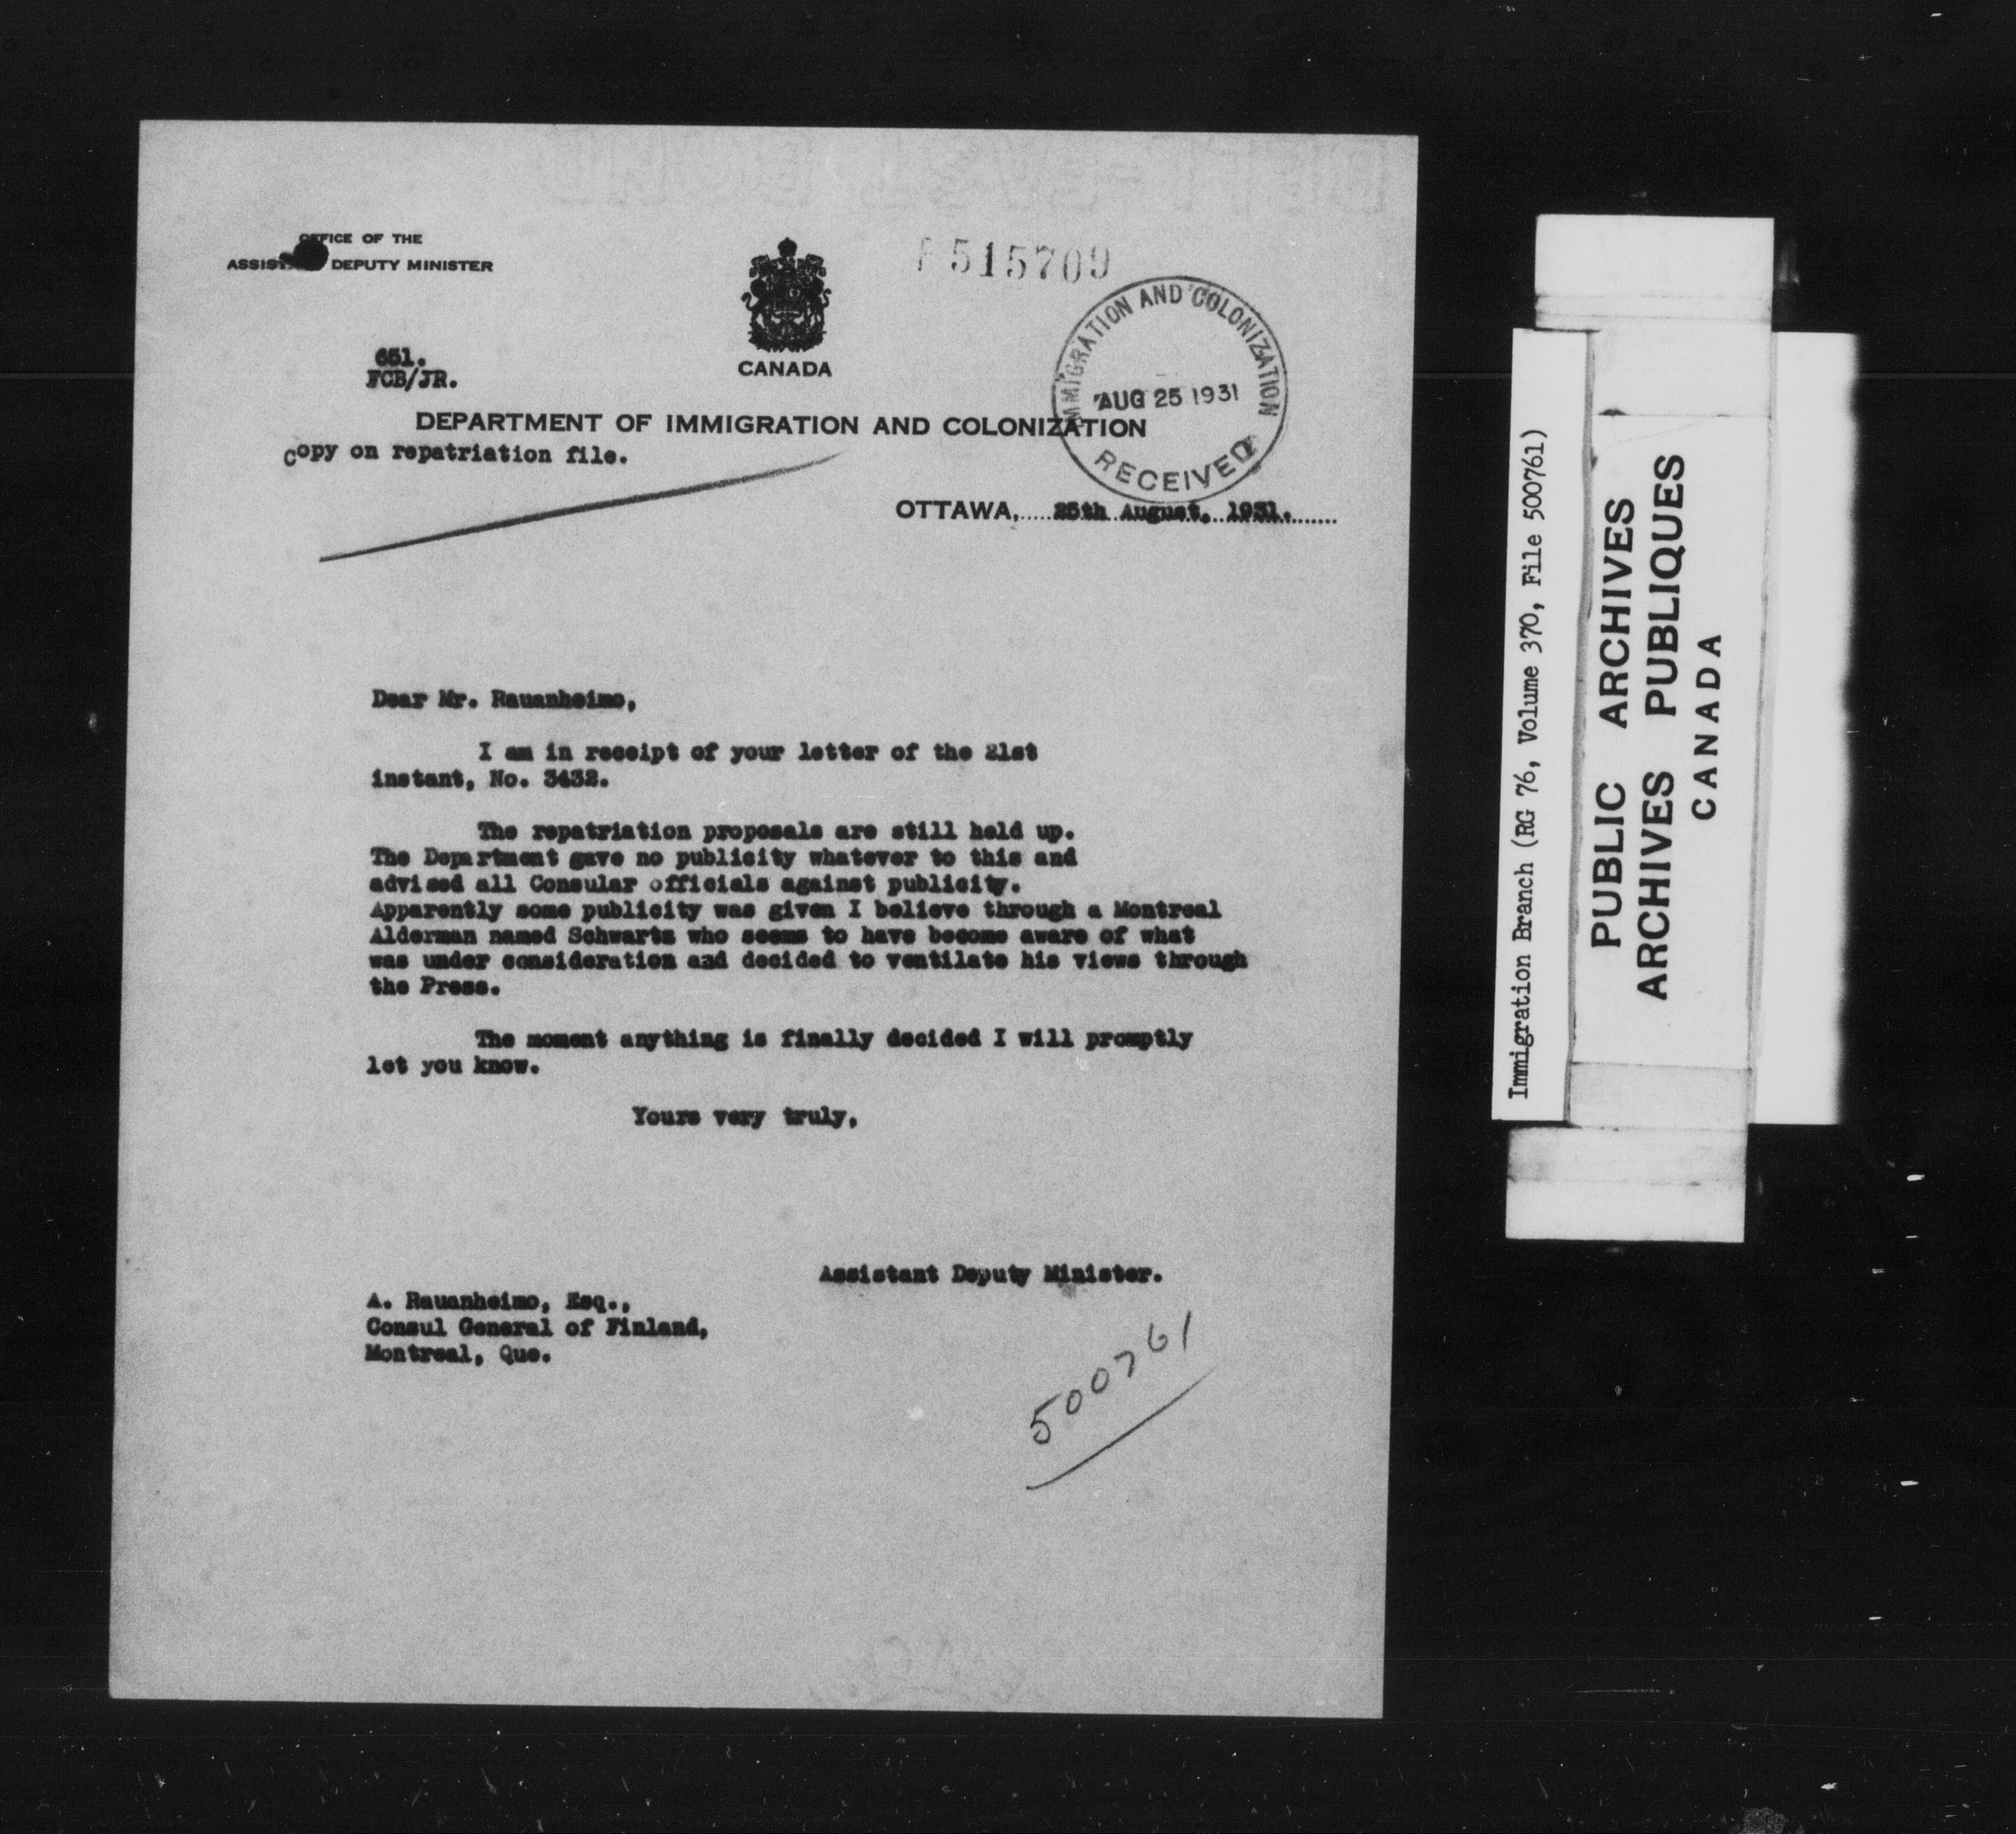 OFFICE OF THE
ASSISTANT DEPUTY MINISTER
F 515709
CANADA
651.
FCB/JR.
IMMIGRATION AND COLONIZATION
AUG 25 1931
RECEIVED
DEPARTMENT OF IMMIGRATION AND COLONIZATION
Copy on repatriation file.
OTTAWA, 25th August, 1931.
Dear Mr. Rauanheimo,
I am in receipt of your letter of the 21st
instant, No. 3432.
The repatriation proposals are still held up.
The Department gave no publicity whatever to this and
advised all Consular officials against publicity.
Apparently some publicity was given I believe through a Montreal
Alderman named Schwartz who seems to have become aware of what
was under consideration and decided to ventilate his views through
the Press.
The moment anything is finally decided I will promptly
let you know.
Yours very truly,
Assistant Deputy Minister.
A. Rauanheimo, Esq.,
Consul General of Finland,
Montreal, Que.
500761
Immigration Branch (RG 76, Volume 370, File 500761)
PUBLIC ARCHIVES
ARCHIVES PUBLIQUES
CANADA